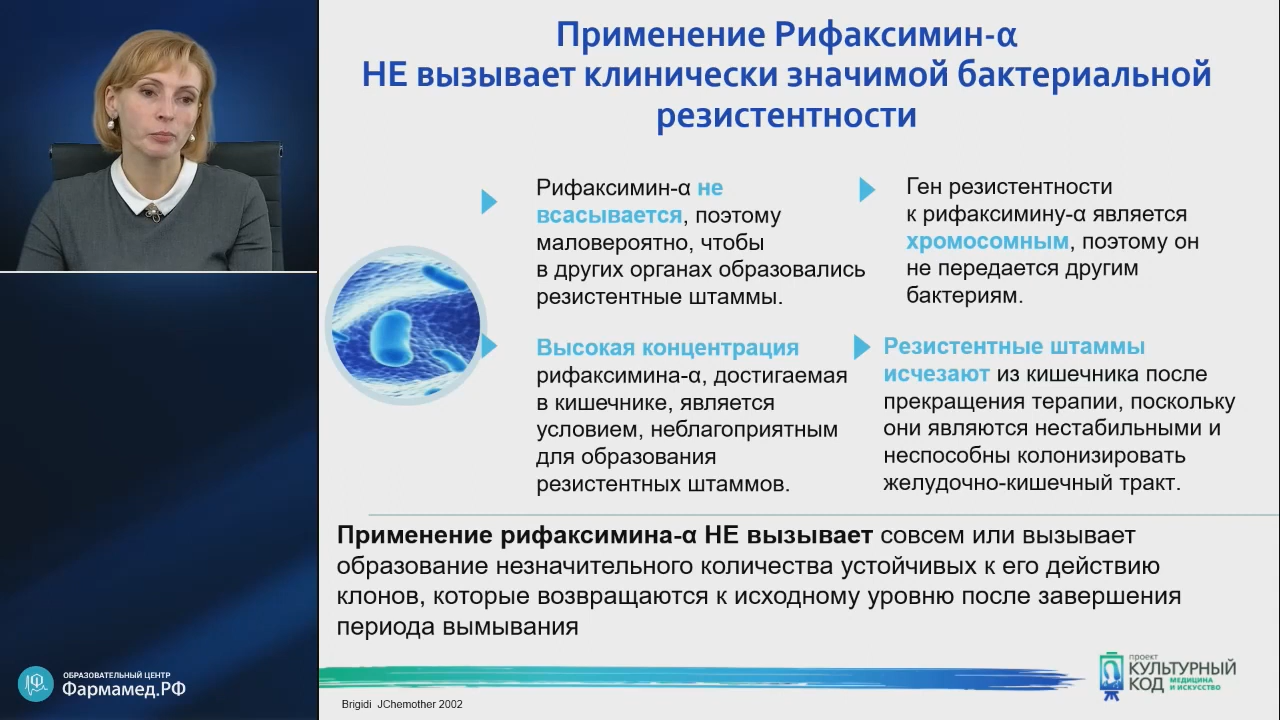 Применение Рифаксимин-α
НЕ вызывает клинически значимой бактериальной
резистентности
Рифаксимин-α не
всасывается, поэтому
маловероятно, чтобы
в других органах образовались
резистентные штаммы.
Ген резистентности
к рифаксимину-α является
хромосомным, поэтому он
не передается другим
бактериям.
Высокая концентрация
рифаксимина-α, достигаемая
в кишечнике, является
условием, неблагоприятным
для образования
резистентных штаммов.
Резистентные штаммы
исчезают из кишечника после
прекращения терапии, поскольку
они являются нестабильными и
неспособны колонизировать
желудочно-кишечный тракт.
Применение рифаксимина-α НЕ вызывает совсем или вызывает
образование незначительного количества устойчивых к его действию
клонов, которые возвращаются к исходному уровню после завершения
периода вымывания
ОБРАЗОВАТЕЛЬНЫЙ ЦЕНТР
Фармамед.РФ
проект
КУЛЬТУРНЫЙ
КОД МЕДИЦИНА
И ИСКУССТВО
Brigidi JChemother 2002